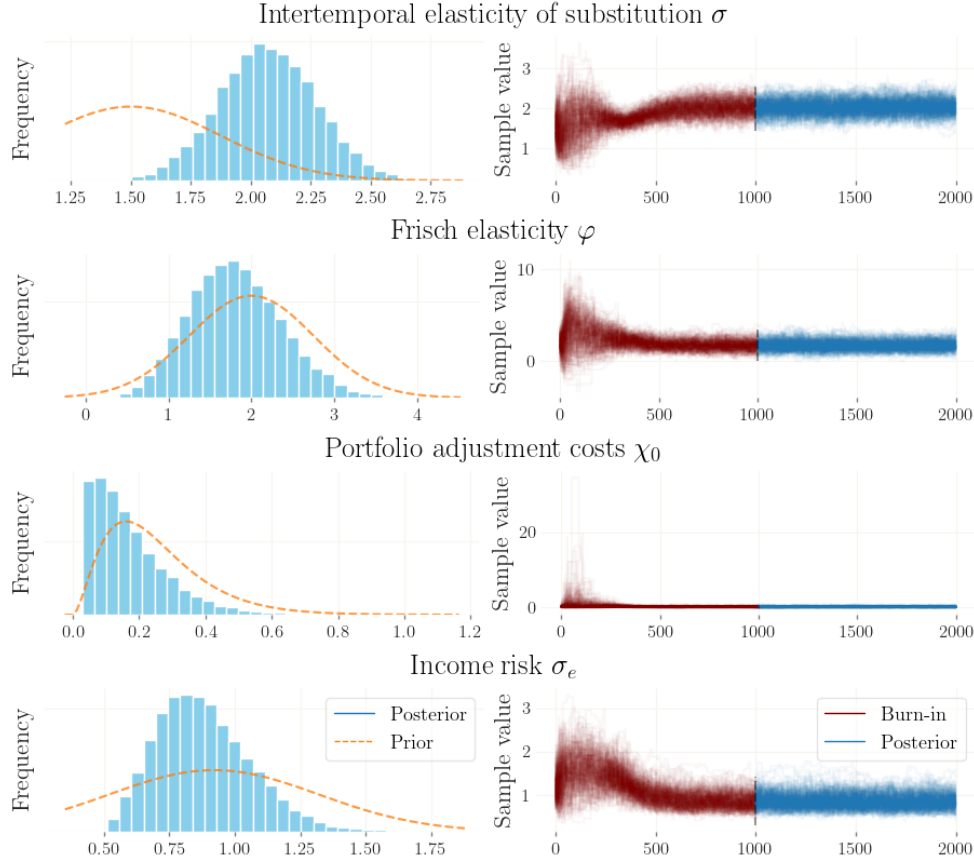 Intertemporal elasticity of substitution σ
Frequency
1.25 1.50 1.75 2.00 2.25 2.50 2.75
Sample value
3
2
1
0 500 1000 1500 2000
Frisch elasticity φ
Frequency
0 1 2 3 4
Sample value
10
0
0 500 1000 1500 2000
Portfolio adjustment costs χ₀
Frequency
0.0 0.2 0.4 0.6 0.8 1.0 1.2
Sample value
20
0
0 500 1000 1500 2000
Income risk σₑ
Frequency
Posterior
Prior
0.50 0.75 1.00 1.25 1.50 1.75
Sample value
3
2
1
Burn-in
Posterior
0 500 1000 1500 2000